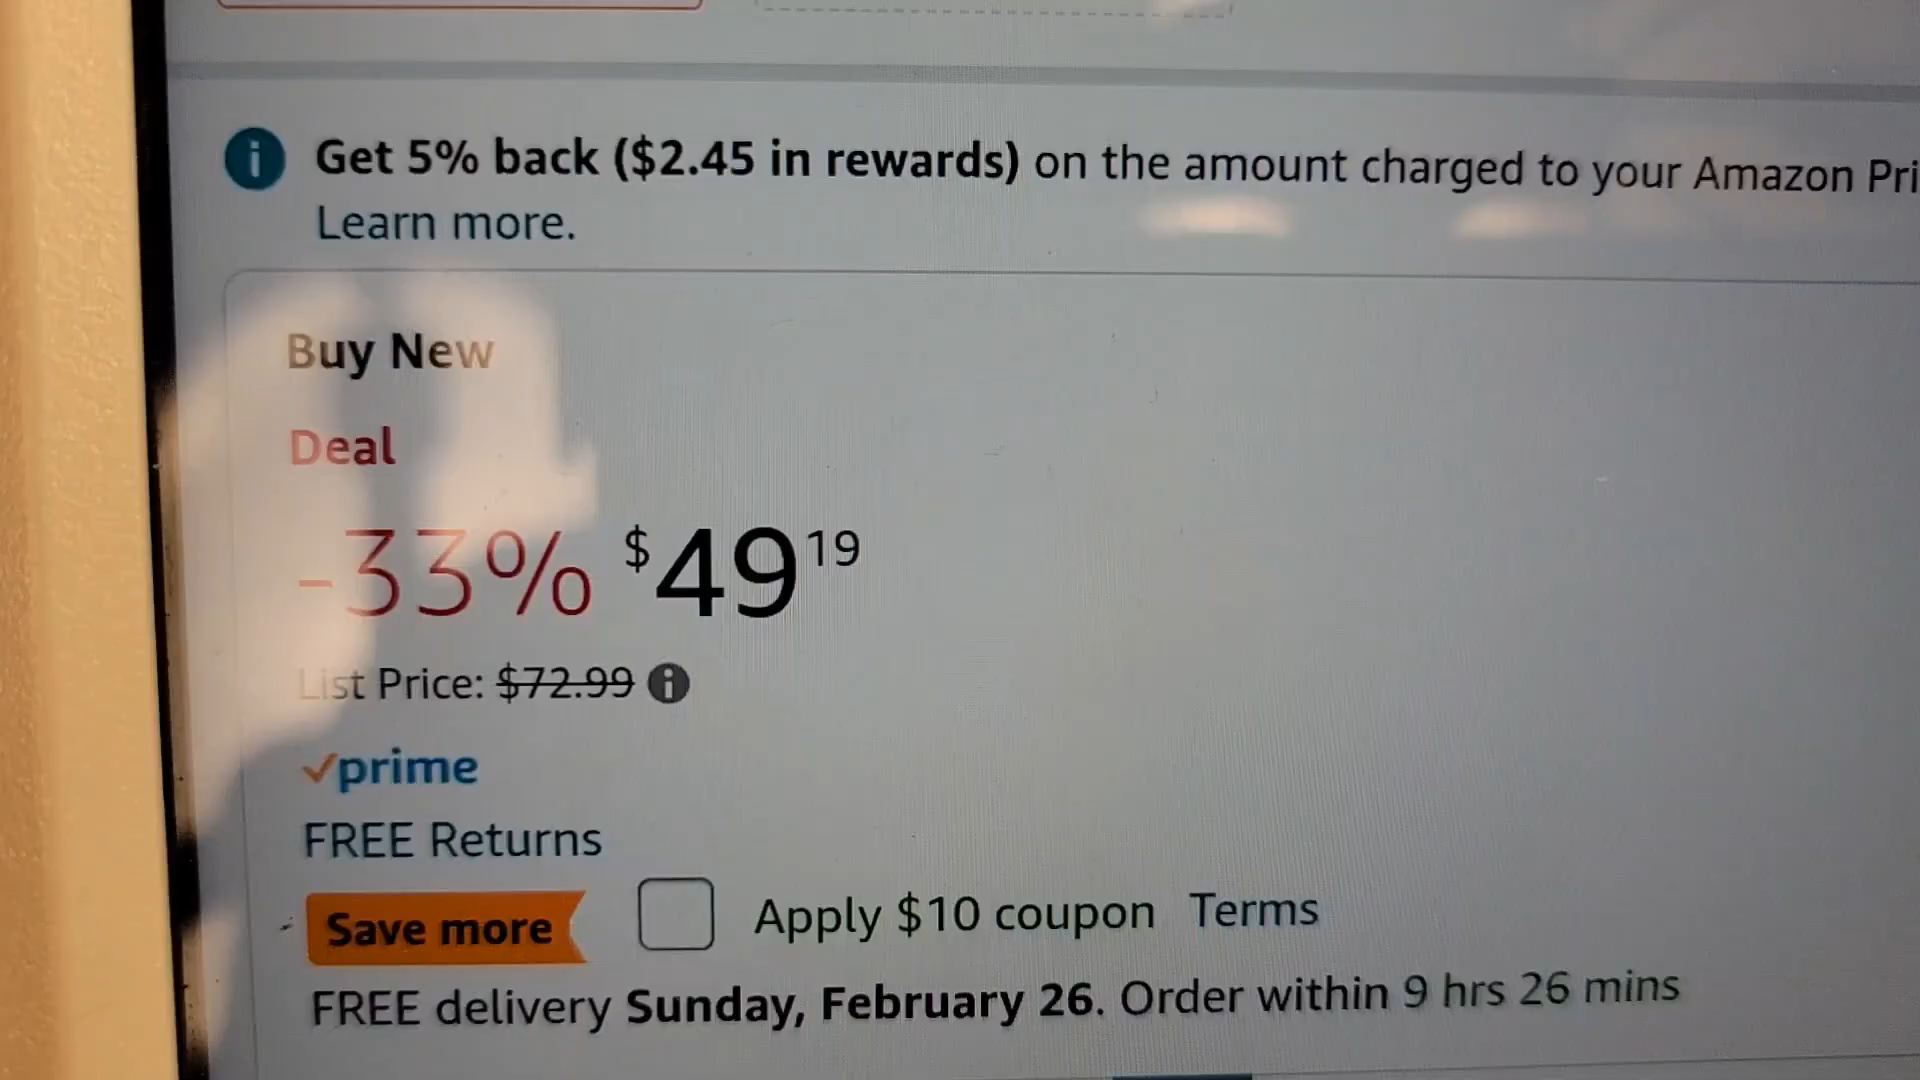 i Get 5% back ($2.45 in rewards) on the amount charged to your Amazon Pri
Learn more.
Buy New
Deal
-33% $49 19
List Price: $72.99 i
prime
FREE Returns
Save more Apply $10 coupon Terms
FREE delivery Sunday, February 26. Order within 9 hrs 26 mins